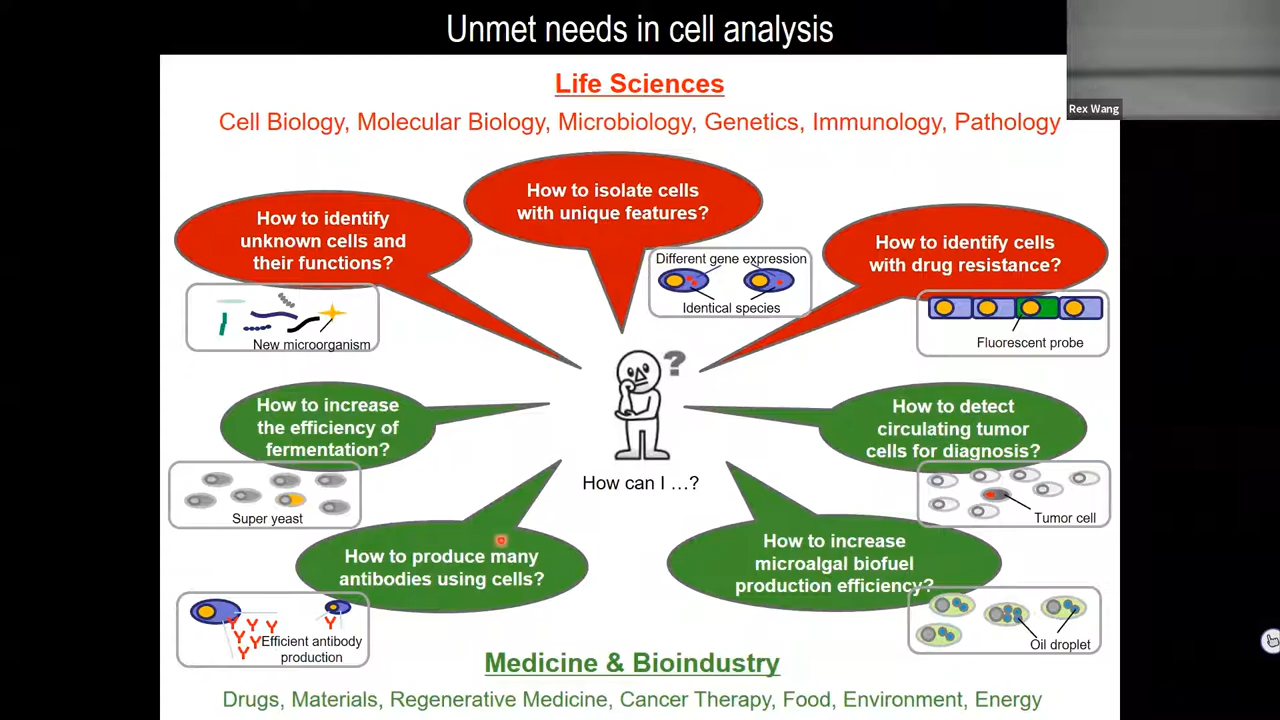 Unmet needs in cell analysis
Rex Wang
Life Sciences
Cell Biology, Molecular Biology, Microbiology, Genetics, Immunology, Pathology
How to identify
unknown cells and
their functions?
New microorganism
How to isolate cells
with unique features?
Different gene expression
Identical species
How to identify cells
with drug resistance?
Fluorescent probe
?
How can I ...?
How to increase
the efficiency of
fermentation?
Super yeast
How to detect
circulating tumor
cells for diagnosis?
Tumor cell
How to produce many
antibodies using cells?
Efficient antibody
production
How to increase
microalgal biofuel
production efficiency?
Oil droplet
Medicine & Bioindustry
Drugs, Materials, Regenerative Medicine, Cancer Therapy, Food, Environment, Energy